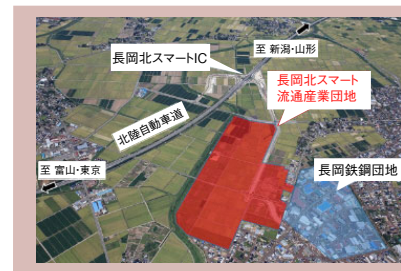 至 新潟・山形
長岡北スマートIC
長岡北スマート
流通産業団地
北陸自動車道
至 富山・東京
長岡鉄鋼団地